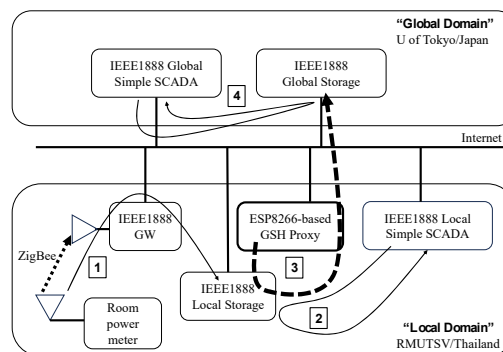 “Global Domain”
U of Tokyo/Japan
IEEE1888 Global
Simple SCADA
IEEE1888
Global Storage
4
Internet
IEEE1888
GW
ESP8266-based
GSH Proxy
IEEE1888 Local
Simple SCADA
ZigBee
1
3
IEEE1888
Local Storage
2
Room
power
meter
“Local Domain”
RMUTSV/Thailand